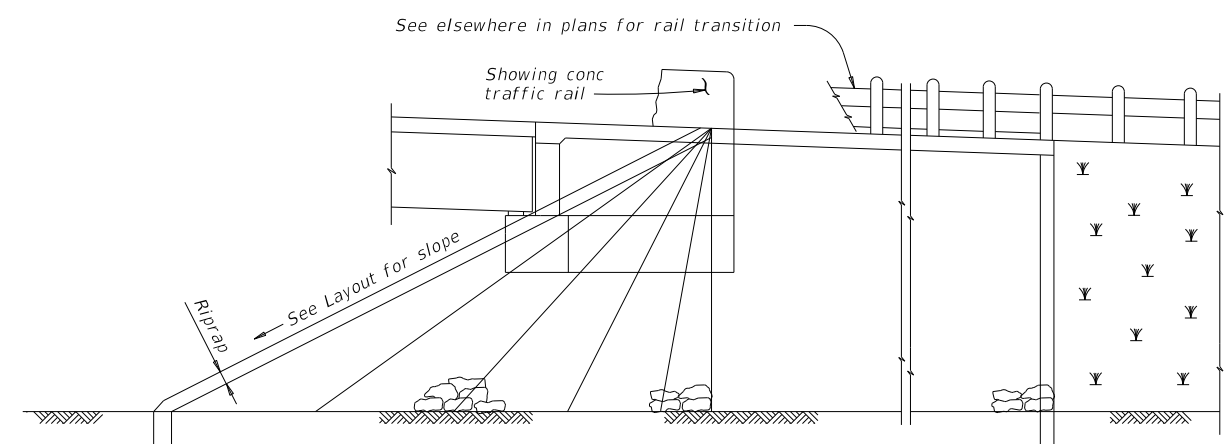 See elsewhere in plans for rail transition
Showing conc
traffic rail
See Layout for slope
Riprap